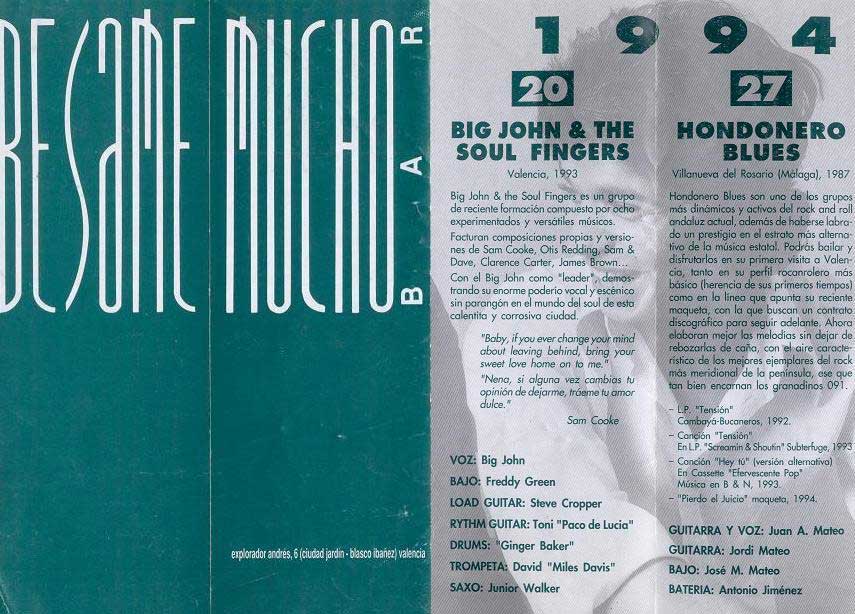 BESAME MUCHO
BAR
explorador andrés, 6 (ciudad jardin - blasco ibañez) valencia
1994
20
BIG JOHN & THE
SOUL FINGERS
Valencia, 1993
Big John & the Soul Fingers es un grupo
de reciente formación compuesto por ocho
experimentados y versátiles músicos.
Facturan composiciones propias y versio-
nes de Sam Cooke, Otis Redding, Sam &
Dave, Clarence Carter, James Brown...
Con el Big John como "leader", demos-
trando su enorme poderio vocal y escénico
sin parangón en el mundo del soul de esta
calentita y corrosiva ciudad.
"Baby, if you ever change your mind
about leaving behind, bring your
sweet love home on to me."
"Nena, si alguna vez cambias tu
opinión de dejarme, tráeme tu amor
dulce."
Sam Cooke
VOZ: Big John
BAJO: Freddy Green
LOAD GUITAR: Steve Cropper
RYTHM GUITAR: Toni "Paco de Lucia"
DRUMS: "Ginger Baker"
TROMPETA: David "Miles Davis"
SAXO: Junior Walker
27
HONDONERO
BLUES
Villanueva del Rosario (Málaga), 1987
Hondonero Blues son uno de los grupos
más dinámicos y activos del rock and roll
andaluz actual, además de haberse labra-
do un prestigio en el estrato más alterna-
tivo de la música estatal. Podrás bailar y
disfrutarlos en su primera visita a Valen-
cia, tanto en su perfil rocanrolero más
básico (herencia de sus primeros tiempos)
como en la linea que apunta su reciente
maqueta, con la que buscan un contrato
discográfico para seguir adelante. Ahora
elaboran mejor las melodias sin dejar de
rebozarlas de caña, con el aire caracte-
ristico de los mejores ejemplares del rock
más meridional de la península, ese que
tan bien encarnan los granadinos 091.
– L.P. "Tensión"
Cambayá-Bucaneros, 1992.
– Canción "Tensión"
En L.P. "Screamin & Shoutin" Subterfuge, 1993
– Canción "Hey tú" (versión alternativa)
En Cassette "Efervescente Pop"
Música en B & N, 1993.
– "Pierdo el Juicio" maqueta, 1994.
GUITARRA Y VOZ: Juan A. Mateo
GUITARRA: Jordi Mateo
BAJO: José M. Mateo
BATERIA: Antonio Jiménez